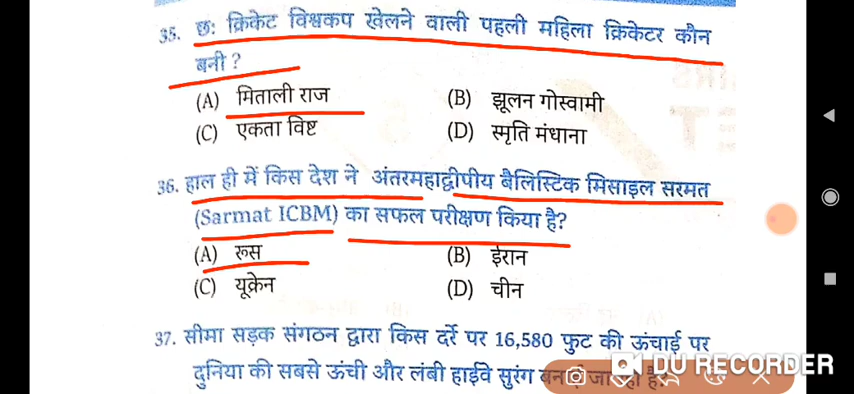 35. छः क्रिकेट विश्वकप खेलने वाली पहली महिला क्रिकेटर कौन
बनी ?
(A) मिताली राज (B) झूलन गोस्वामी
(C) एकता विष्ट (D) स्मृति मंधाना
36. हाल ही में किस देश ने अंतरमहाद्वीपीय बैलिस्टिक मिसाइल सरमत
(Sarmat ICBM) का सफल परीक्षण किया है?
(A) रूस (B) ईरान
(C) यूक्रेन (D) चीन
37. सीमा सड़क संगठन द्वारा किस दर्रे पर 16,580 फुट की ऊंचाई पर
दुनिया की सबसे ऊंची और लंबी हाईवे सुरंग
DU RECORDER